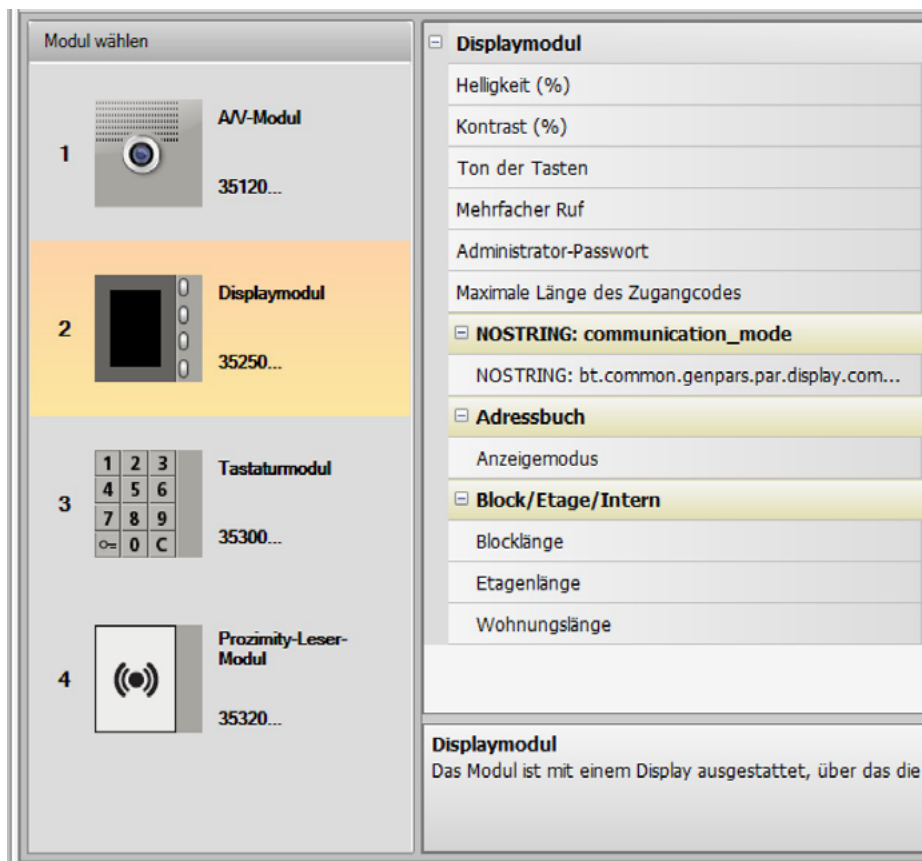 Modul wählen
1
A/V-Modul
35120...
2
Displaymodul
35250...
3
1 2 3
4 5 6
7 8 9
0 C
Tastaturmodul
35300...
4
Prozimity-Leser-
Modul
35320...
Displaymodul
Helligkeit (%)
Kontrast (%)
Ton der Tasten
Mehrfacher Ruf
Administrator-Passwort
Maximale Länge des Zugangcodes
NOSTRING: communication_mode
NOSTRING: bt.common.genpars.par.display.com...
Adressbuch
Anzeigemodus
Block/Etage/Intern
Blocklänge
Etagenlänge
Wohnungslänge
Displaymodul
Das Modul ist mit einem Display ausgestattet, über das die